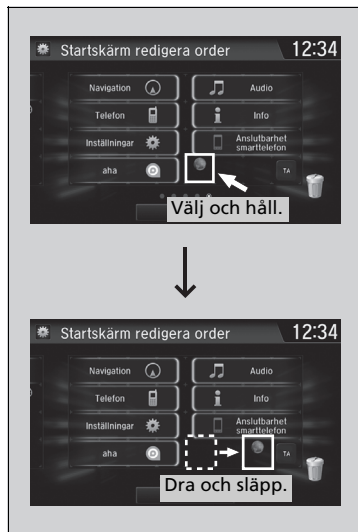 Startskärm redigera order 12:34
Navigation Audio
Telefon Info
Inställningar Anslutbarhet
smarttelefon
aha TA
Välj och håll.
Startskärm redigera order 12:34
Navigation Audio
Telefon Info
Inställningar Anslutbarhet
smarttelefon
aha TA
Dra och släpp.